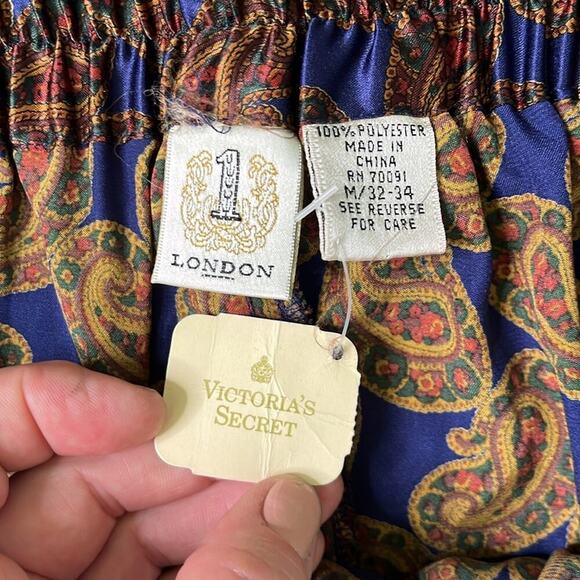 1
LONDON
100% POLYESTER
MADE IN
CHINA
RN 70091
M/32-34
SEE REVERSE
FOR CARE
VICTORIA'S
SECRET